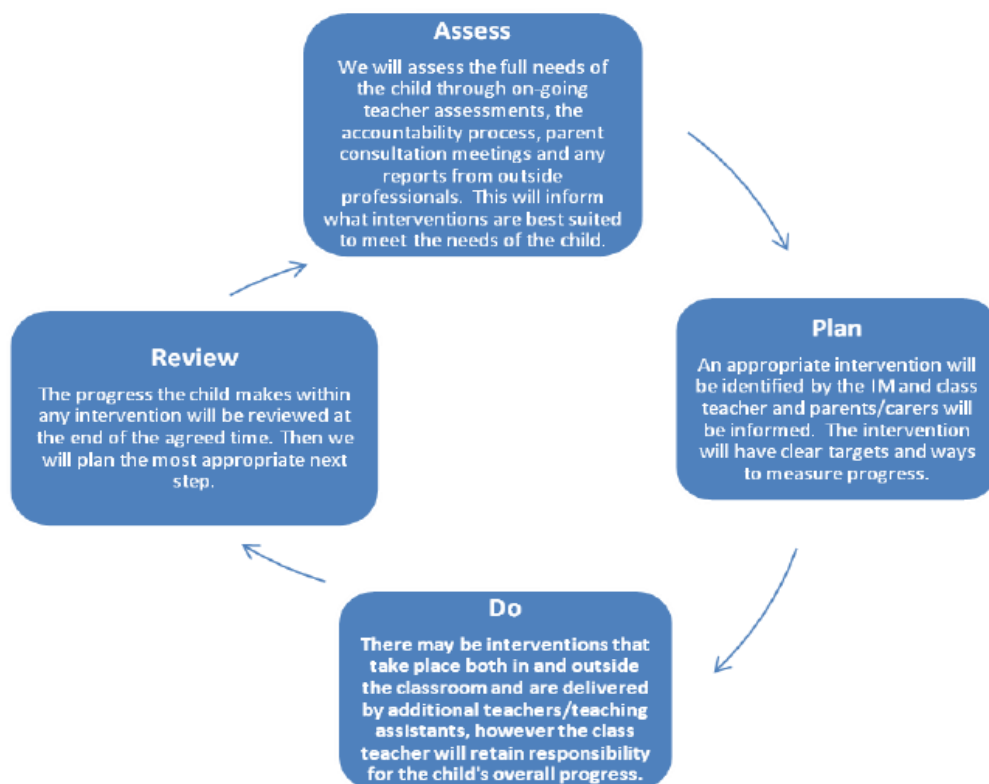 Assess
We will assess the full needs of
the child through on-going
teacher assessments, the
accountability process, parent
consultation meetings and any
reports from outside
professionals.  This will inform
what interventions are best suited
to meet the needs of the child.
Plan
An appropriate intervention will
be identified by the IM and class
teacher and parents/carers will
be informed.  The intervention
will have clear targets and ways
to measure progress.
Do
There may be interventions that
take place both in and outside
the classroom and are delivered
by additional teachers/teaching
assistants, however the class
teacher will retain responsibility
for the child's overall progress.
Review
The progress the child makes within
any intervention will be reviewed at
the end of the agreed time. Then we
will plan the most appropriate next
step.